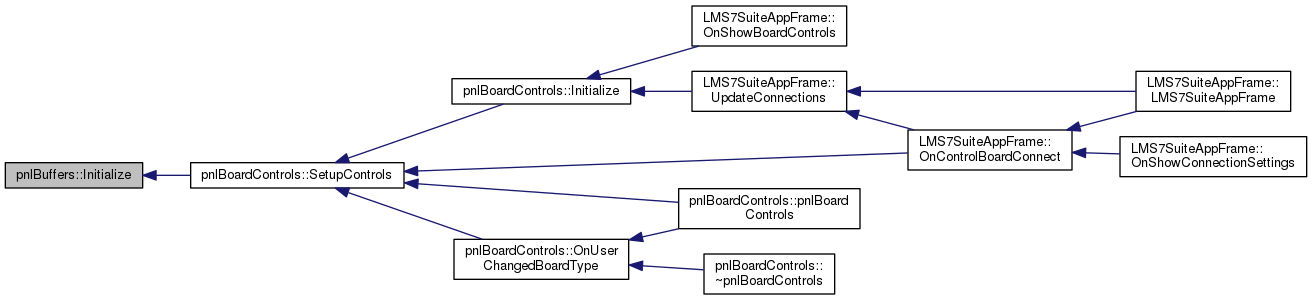 LMS7SuiteAppFrame::
OnShowBoardControls
pnlBoardControls::Initialize
LMS7SuiteAppFrame::
UpdateConnections
LMS7SuiteAppFrame::
LMS7SuiteAppFrame
LMS7SuiteAppFrame::
OnControlBoardConnect
LMS7SuiteAppFrame::
OnShowConnectionSettings
pnlBuffers::Initialize
pnlBoardControls::SetupControls
pnlBoardControls::pnlBoard
Controls
pnlBoardControls::OnUser
ChangedBoardType
pnlBoardControls::
~pnlBoardControls